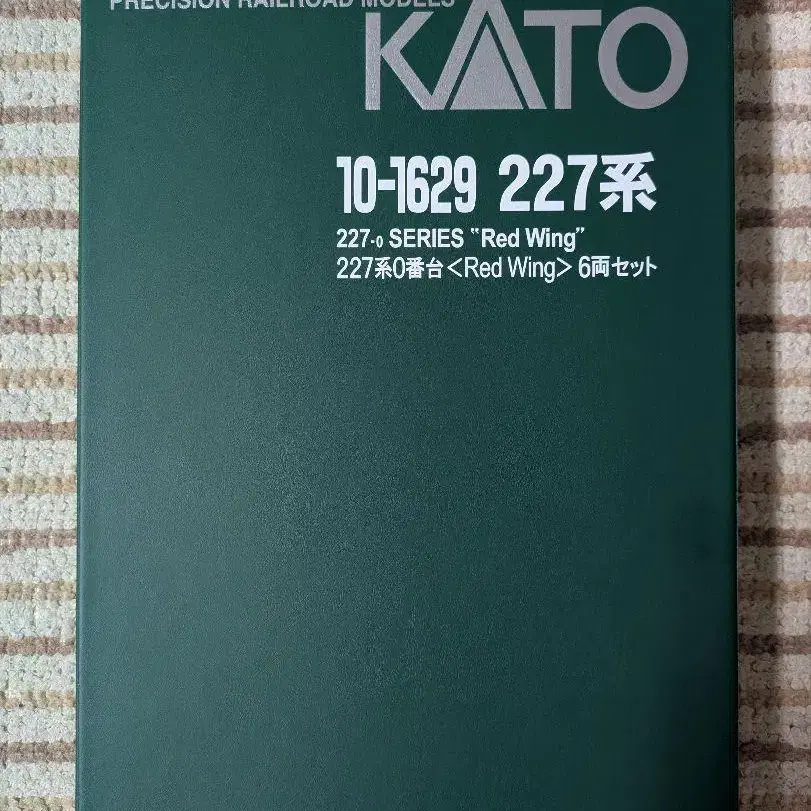 PRECISION RAILROAD MODELS
KATO
10-1629 227系
227-0 SERIES "Red Wing"
227系0番台<Red Wing> 6両セット